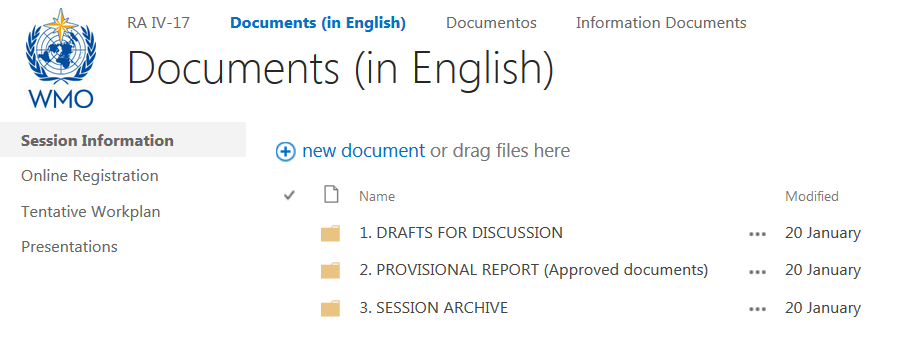 RA IV-17 Documents (in English) Documentos Information Documents
Documents (in English)
WMO
Session Information
Online Registration
Tentative Workplan
Presentations
new document or drag files here
Name Modified
1. DRAFTS FOR DISCUSSION ... 20 January
2. PROVISIONAL REPORT (Approved documents) ... 20 January
3. SESSION ARCHIVE ... 20 January